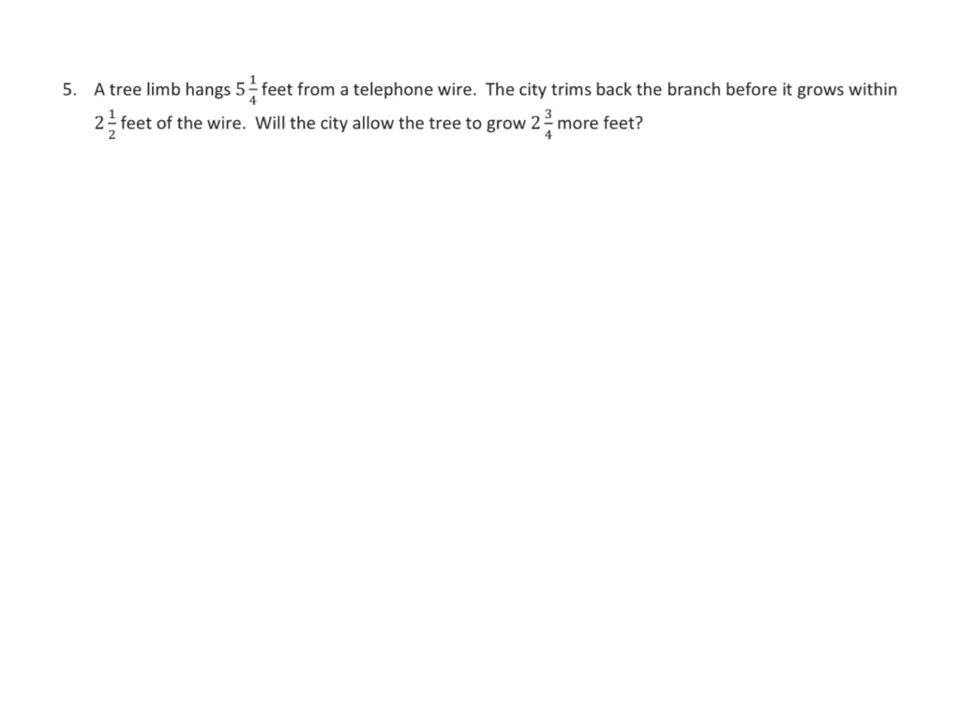 5. A tree limb hangs 5 1/4 feet from a telephone wire. The city trims back the branch before it grows within
2 1/2 feet of the wire. Will the city allow the tree to grow 2 3/4 more feet?